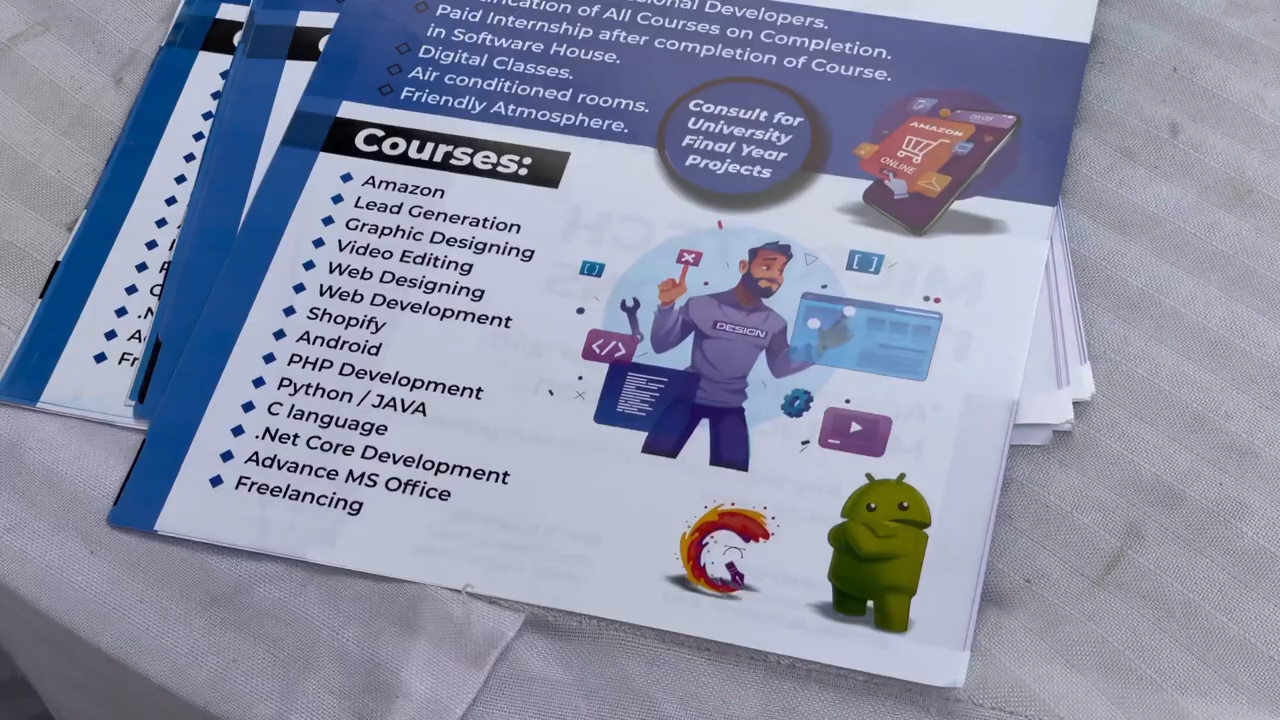 Developers.
of All Courses on Completion.
Paid Internship after completion of Course.
in Software House.
Digital Classes.
Air conditioned rooms.
Friendly Atmosphere.
Consult for
University
Final Year
Projects
AMAZON
ONLINE
Courses:
Amazon
Lead Generation
Graphic Designing
Video Editing
Web Designing
Web Development
Shopify
Android
PHP Development
Python / JAVA
C language
.Net Core Development
Advance MS Office
Freelancing
DESIGN